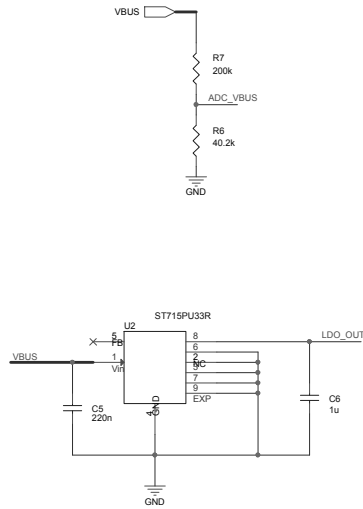 VBUS
R7
200k
ADC_VBUS
R6
40.2k
GND
ST715PU33R
U2
5
FB
8
LDO_OUT
6
VBUS
1
2
NC
Vin
3
7
C5
220n
4
GND
9
EXP
C6
1u
GND